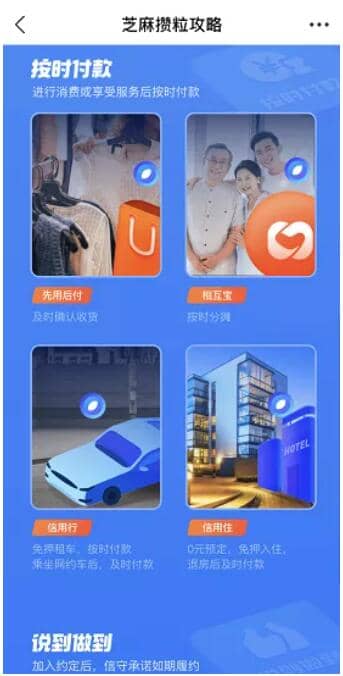 芝麻攒粒攻略
按时付款
进行消费或享受服务后按时付款
先用后付
相互宝
及时确认收货
按时分摊
HOTEL
信用行
信用住
免押租车、按时付款
0元预定，免押入住，
乘坐网约车后，及时付款
退房后及时付款
说到做到
加入约定后，信守承诺如期履约